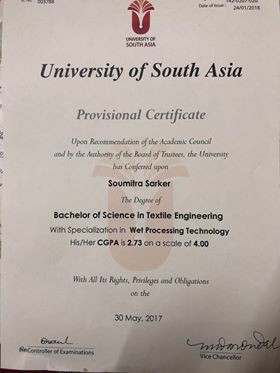 003788
Date of Issue:
24/01/2018
UNIVERSITY OF
SOUTH ASIA
University of South Asia
Provisional Certificate
Upon Recommendation of the Academic Council
and by the Authority of the Board of Trustees, the University
has Conferred upon
Soumitra Sarker
The Degree of
Bachelor of Science in Textile Engineering
With Specialization in Wet Processing Technology
His/Her CGPA is 2.73 on a scale of 4.00
With All Its Rights, Privileges and Obligations
on the
30 May, 2017
Controller of Examinations
Vice Chancellor